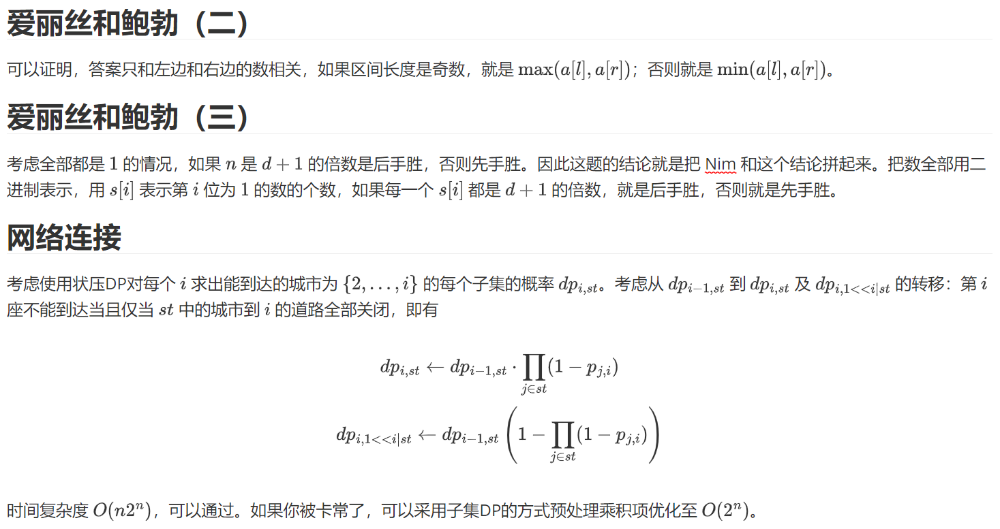 爱丽丝和鲍勃（二）
可以证明，答案只和左边和右边的数相关，如果区间长度是奇数，就是 max(a[l], a[r])；否则就是 min(a[l], a[r])。
爱丽丝和鲍勃（三）
考虑全部都是 1 的情况，如果 n 是 d + 1 的倍数是后手胜，否则先手胜。因此这题的结论就是把 Nim 和这个结论拼起来。把数全部用二
进制表示，用 s[i] 表示第 i 位为 1 的数的个数，如果每一个 s[i] 都是 d + 1 的倍数，就是后手胜，否则就是先手胜。
网络连接
考虑使用状压DP对每个 i 求出能到达的城市为 {2, …, i} 的每个子集的概率 dp_{i,st}。考虑从 dp_{i−1,st} 到 dp_{i,st} 及 dp_{i,1<<i|st} 的转移：第 i
座不能到达当且仅当 st 中的城市到 i 的道路全部关闭，即有
dp_{i,st} ← dp_{i−1,st} · ∏_{j∈st} (1 − p_{j,i})
dp_{i,1<<i|st} ← dp_{i−1,st} (1 − ∏_{j∈st} (1 − p_{j,i}))
时间复杂度 O(n2^n)，可以通过。如果你被卡常了，可以采用子集DP的方式预处理乘积项优化至 O(2^n)。